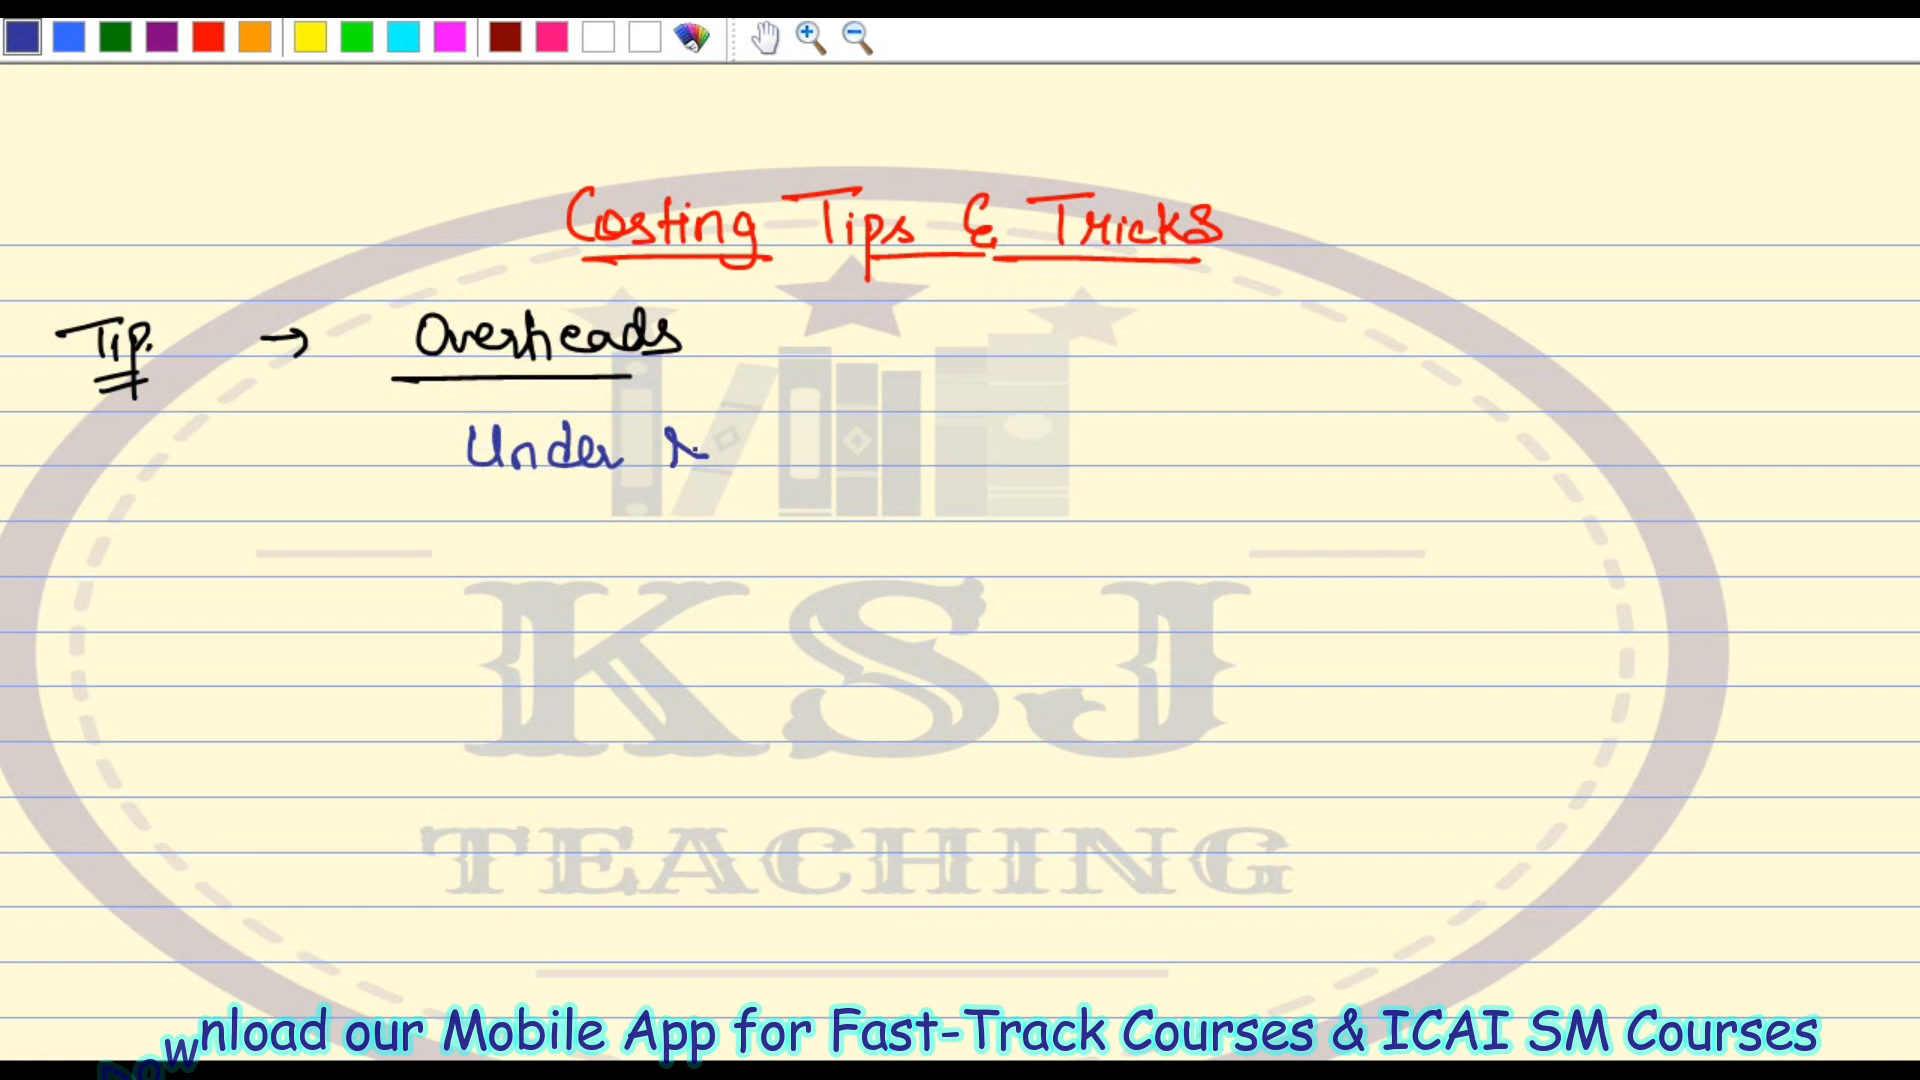 Costing Tips & Tricks
Tip. → Overheads
Under
KSJ
TEACHING
Download our Mobile App for Fast-Track Courses & ICAI SM Courses